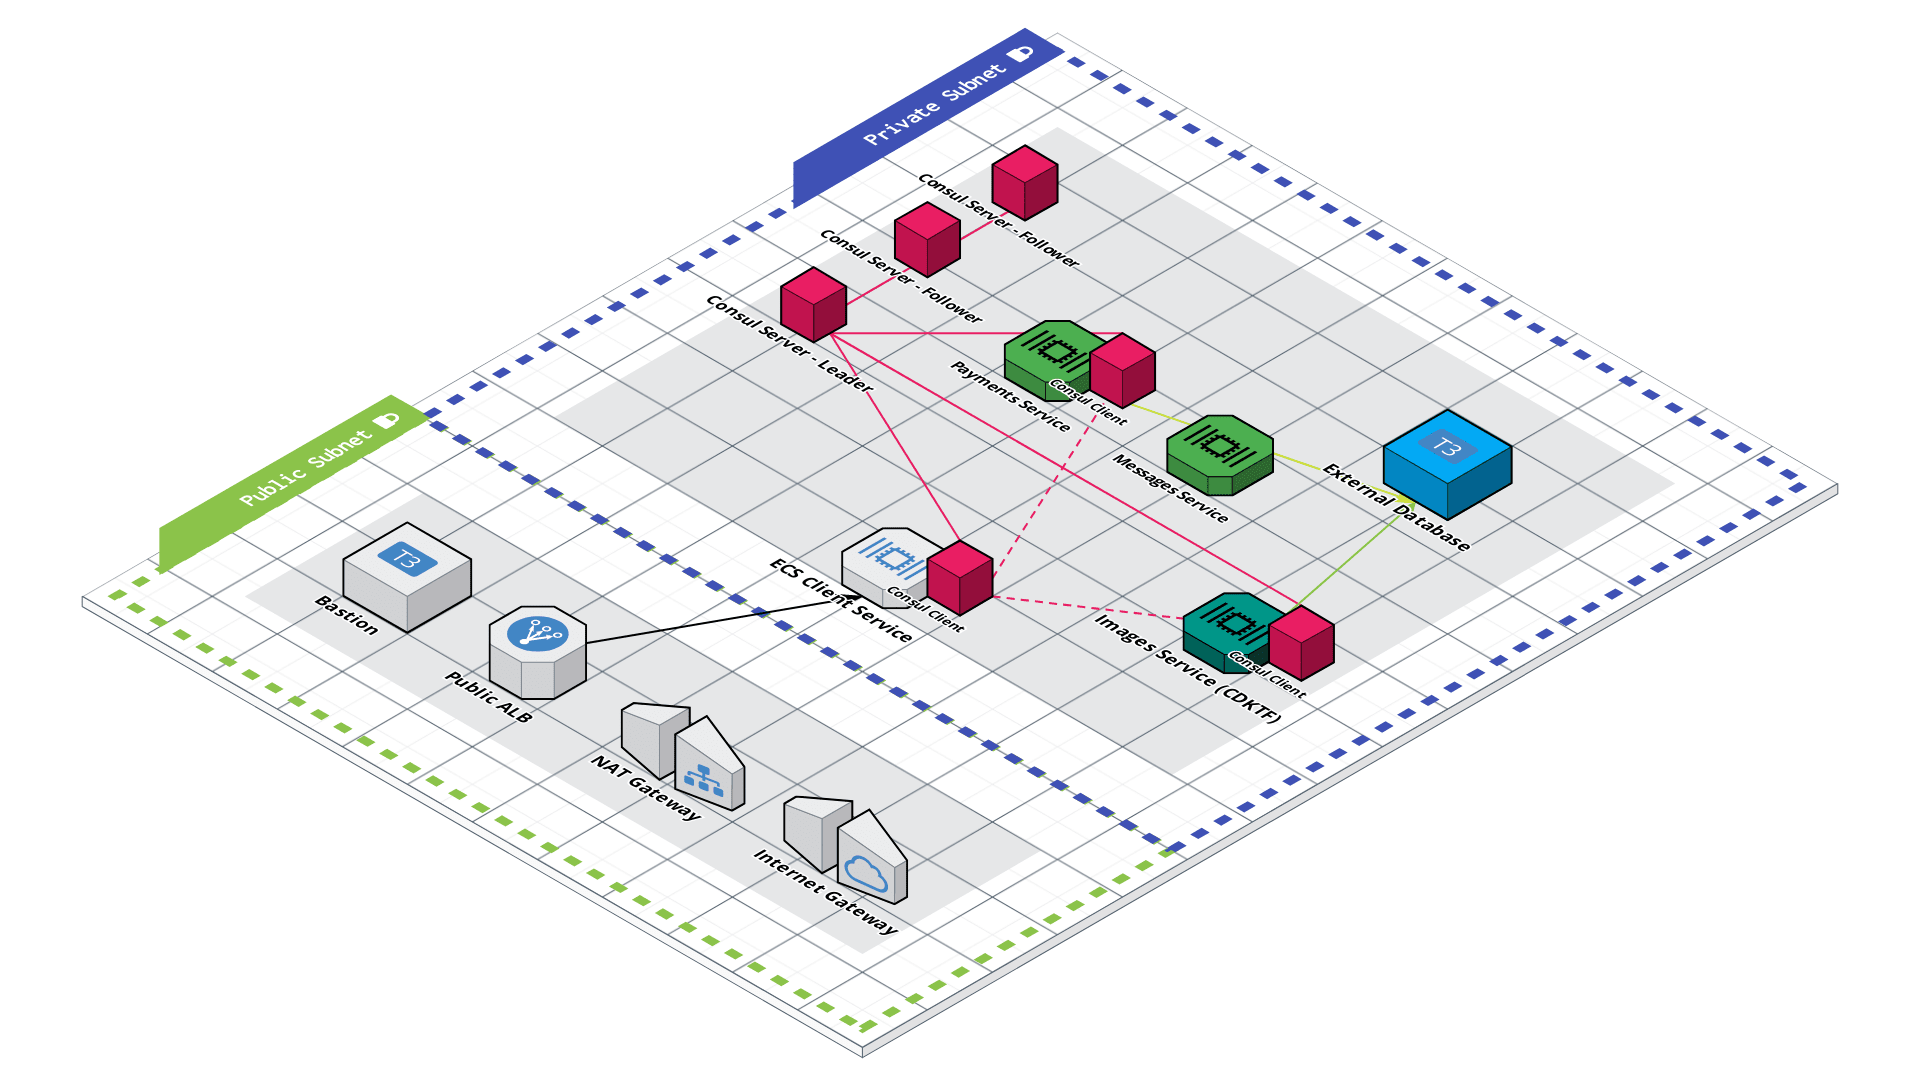 Private Subnet
Consul Server - Follower
Consul Server - Follower
Consul Server - Leader
Payments Service
Consul Client
Messages Service
T3
External Database
Public Subnet
T3
Bastion
ECS Client Service
Consul Client
Images Service (CDKTF)
Consul Client
Public ALB
NAT Gateway
Internet Gateway